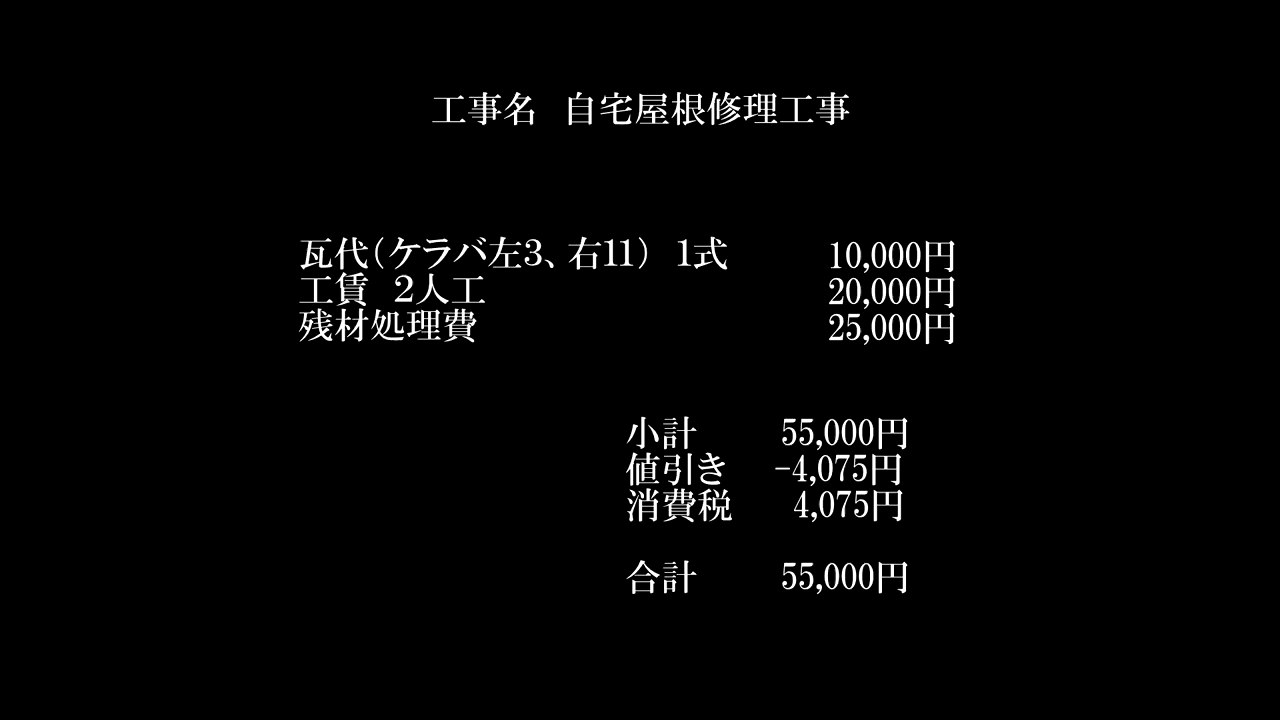 工事名　自宅屋根修理工事
瓦代（ケラバ左３、右11）　1式　10,000円
工賃　２人工　20,000円
残材処理費　25,000円
小計　55,000円
値引き　-4,075円
消費税　4,075円
合計　55,000円